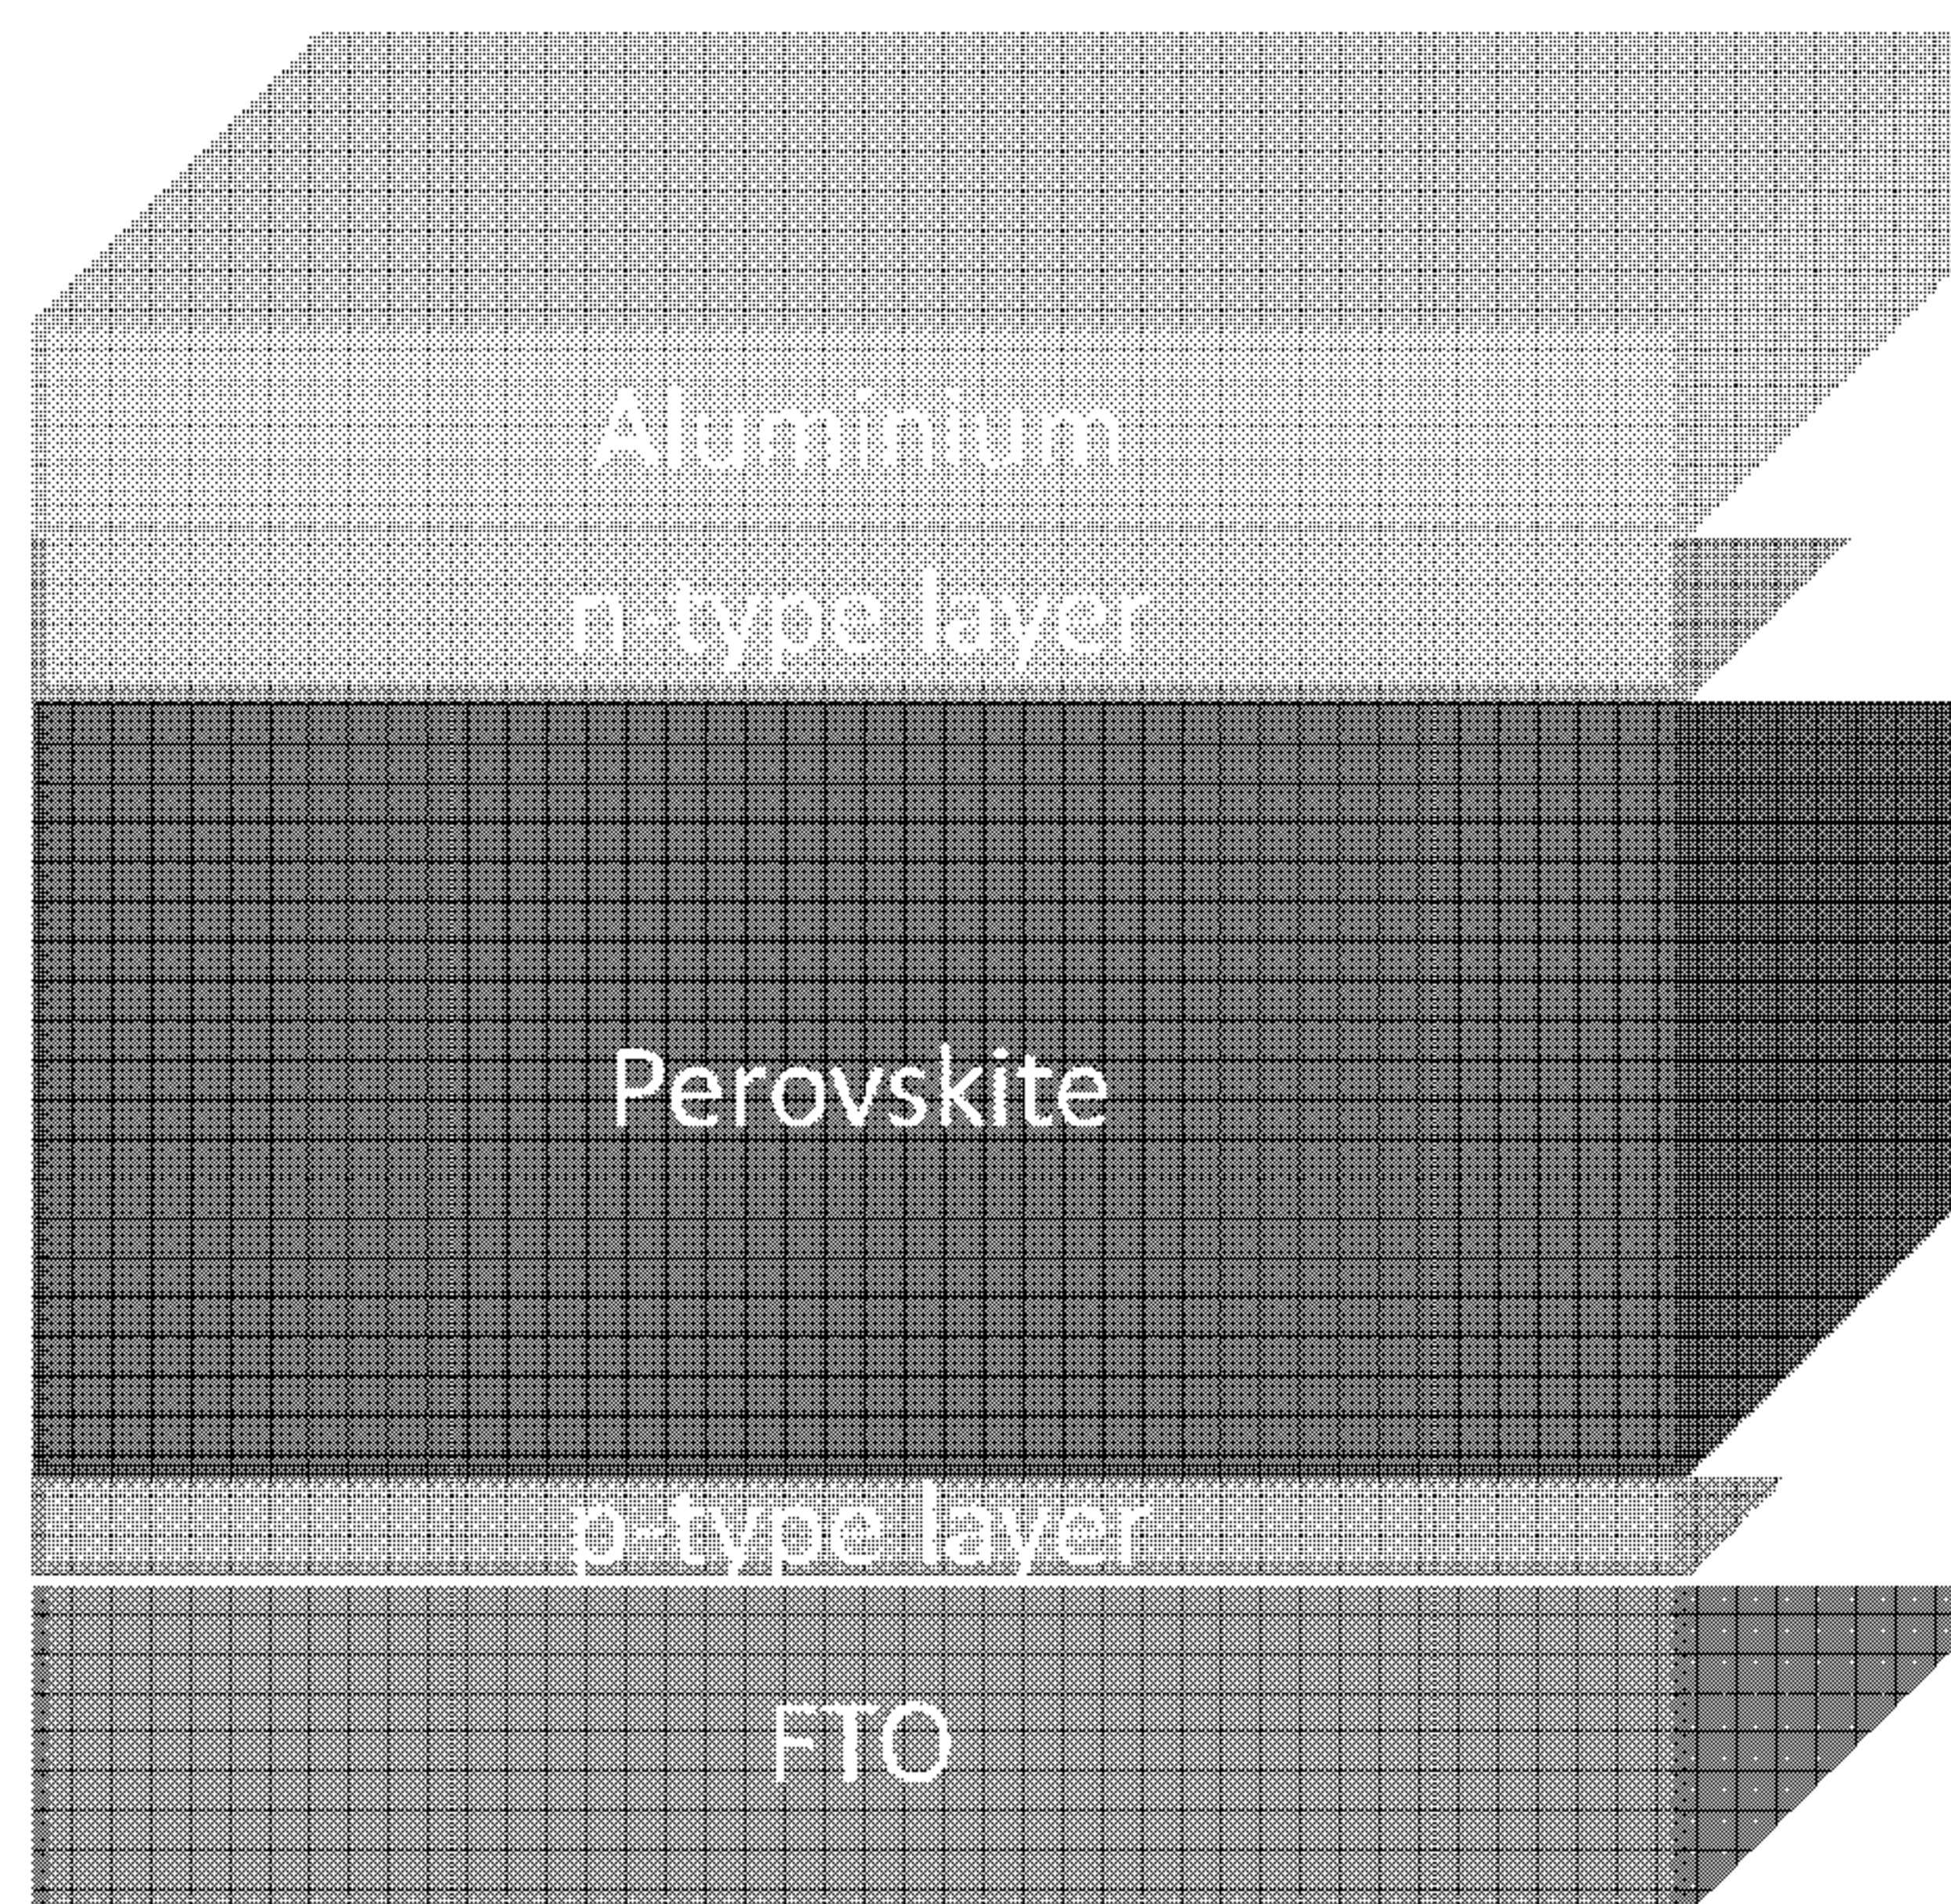 Aluminium
n-type layer
Perovskite
p-type layer
FTO